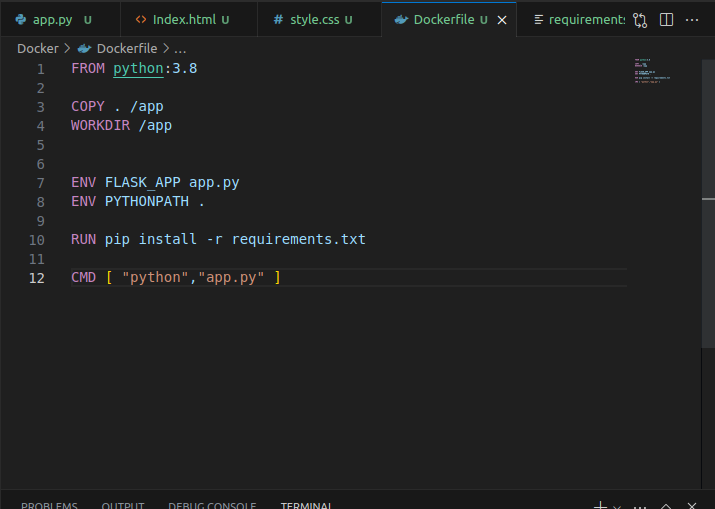 app.py U Index.html U style.css U Dockerfile U requirements
Docker > Dockerfile > ...
1 FROM python:3.8
2
3 COPY . /app
4 WORKDIR /app
5
6
7 ENV FLASK_APP app.py
8 ENV PYTHONPATH .
9
10 RUN pip install -r requirements.txt
11
12 CMD [ "python","app.py" ]
PROBLEMS OUTPUT DEBUG CONSOLE TERMINAL